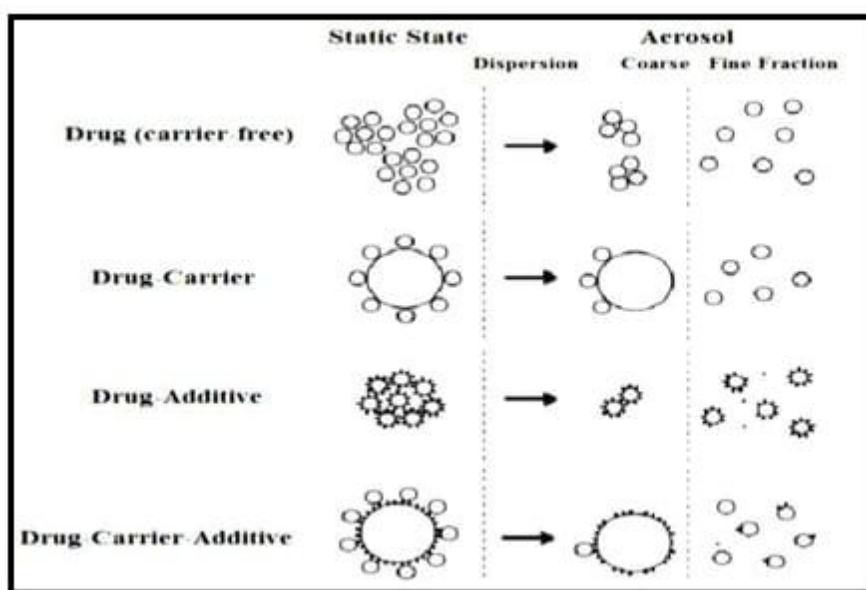 Static State Aerosol
Dispersion Coarse Fine Fraction
Drug (carrier-free)
Drug-Carrier
Drug-Additive
Drug-Carrier-Additive